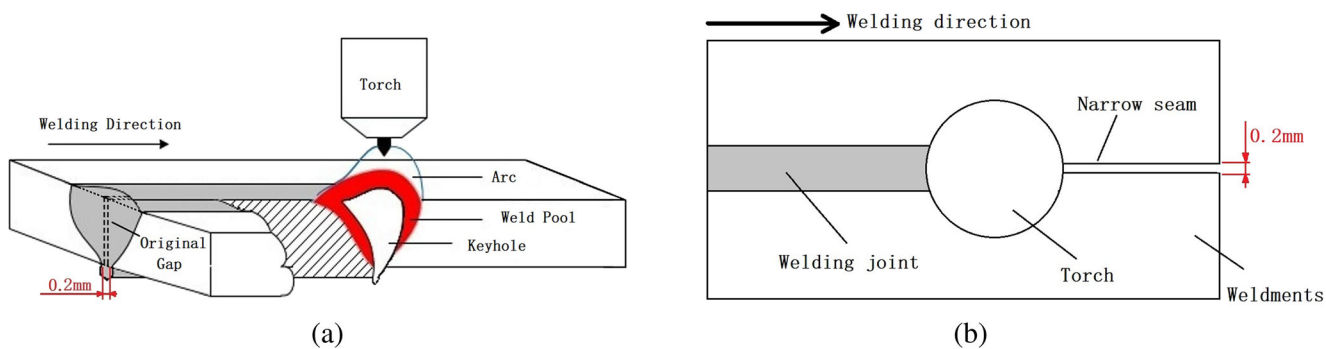 Torch
Welding Direction
Arc
Weld Pool
Keyhole
Original
Gap
0.2mm
(a)
Welding direction
Narrow seam
0.2mm
Welding joint
Torch
Weldments
(b)